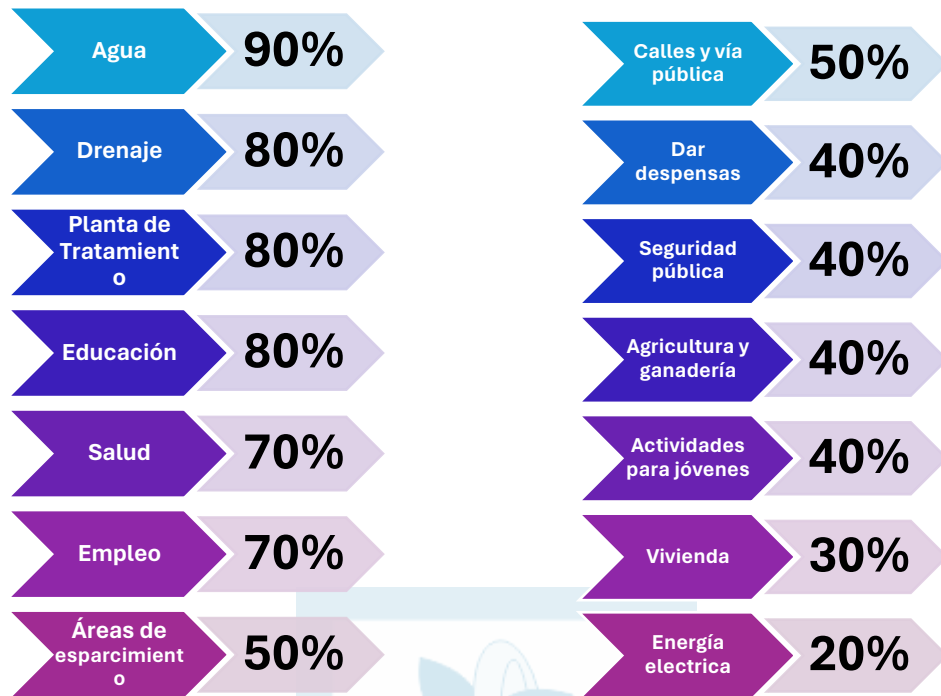 Agua
90%
Drenaje
80%
Planta de
Tratamient
o
80%
Educación
80%
Salud
70%
Empleo
70%
Áreas de
esparcimient
o
50%
Calles y vía
pública
50%
Dar
despensas
40%
Seguridad
pública
40%
Agricultura y
ganadería
40%
Actividades
para jóvenes
40%
Vivienda
30%
Energía
electrica
20%